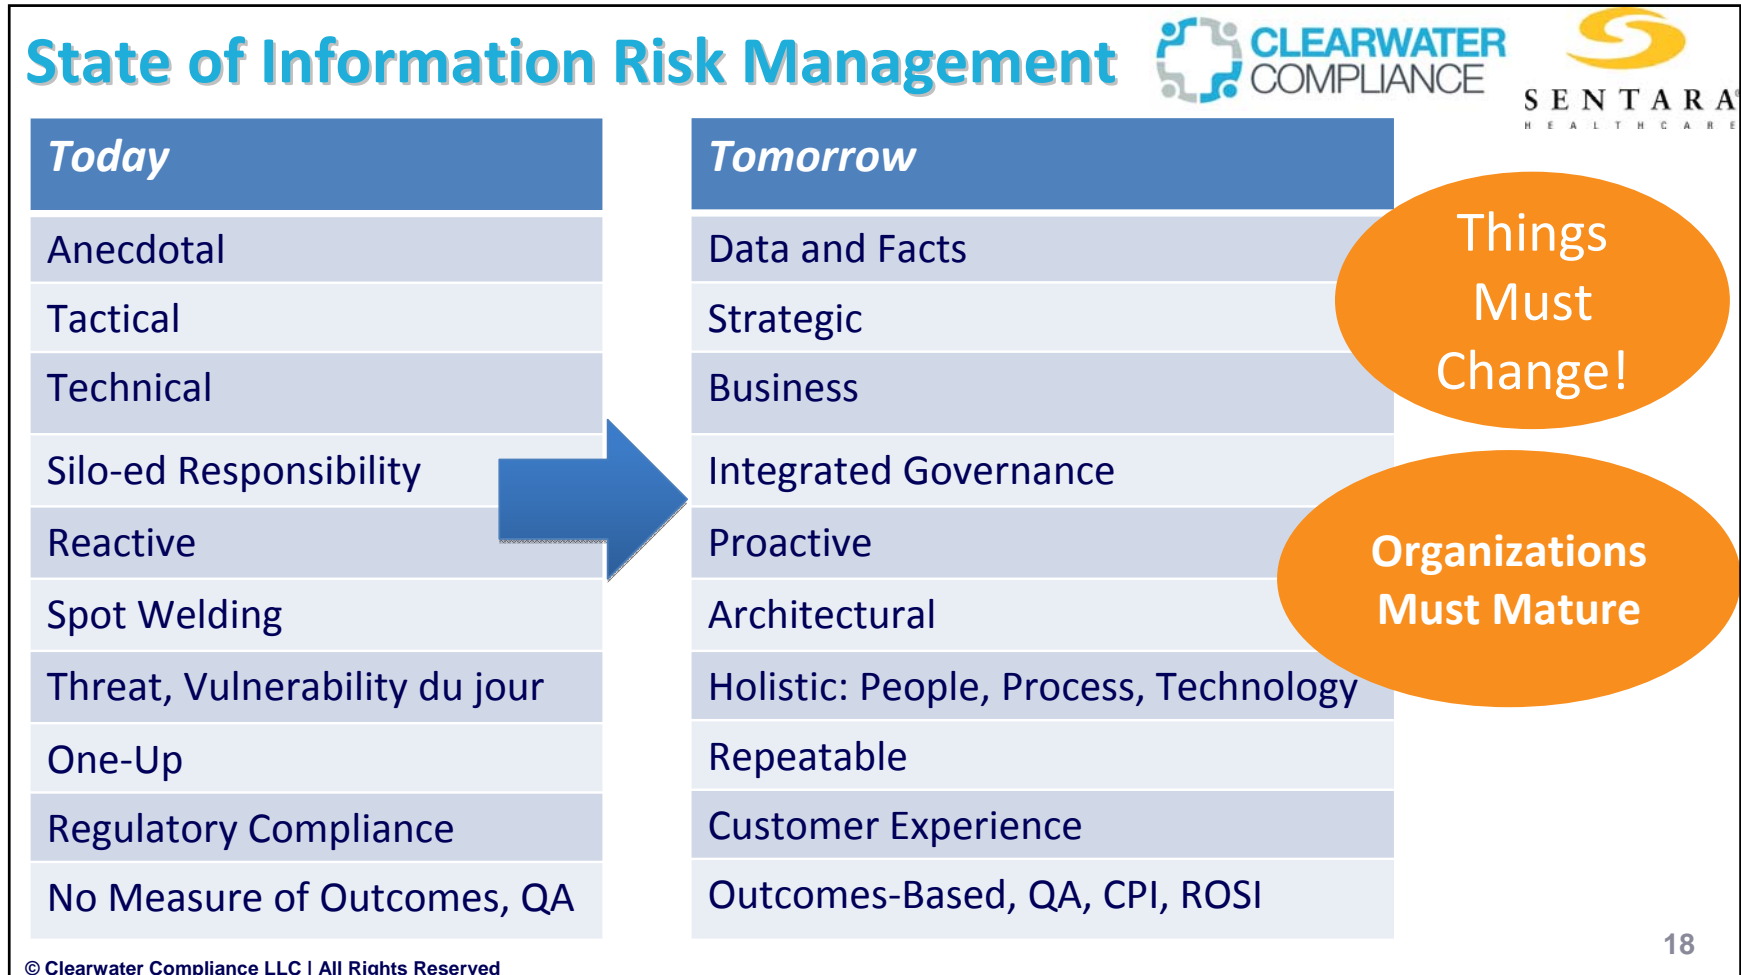 State of Information Risk Management
CLEARWATER
COMPLIANCE
SENTARA®
HEALTHCARE
Today
Anecdotal
Tactical
Technical
Silo-ed Responsibility
Reactive
Spot Welding
Threat, Vulnerability du jour
One-Up
Regulatory Compliance
No Measure of Outcomes, QA
Tomorrow
Data and Facts
Strategic
Business
Integrated Governance
Proactive
Architectural
Holistic: People, Process, Technology
Repeatable
Customer Experience
Outcomes-Based, QA, CPI, ROSI
Things
Must
Change!
Organizations
Must Mature
18
© Clearwater Compliance LLC | All Rights Reserved